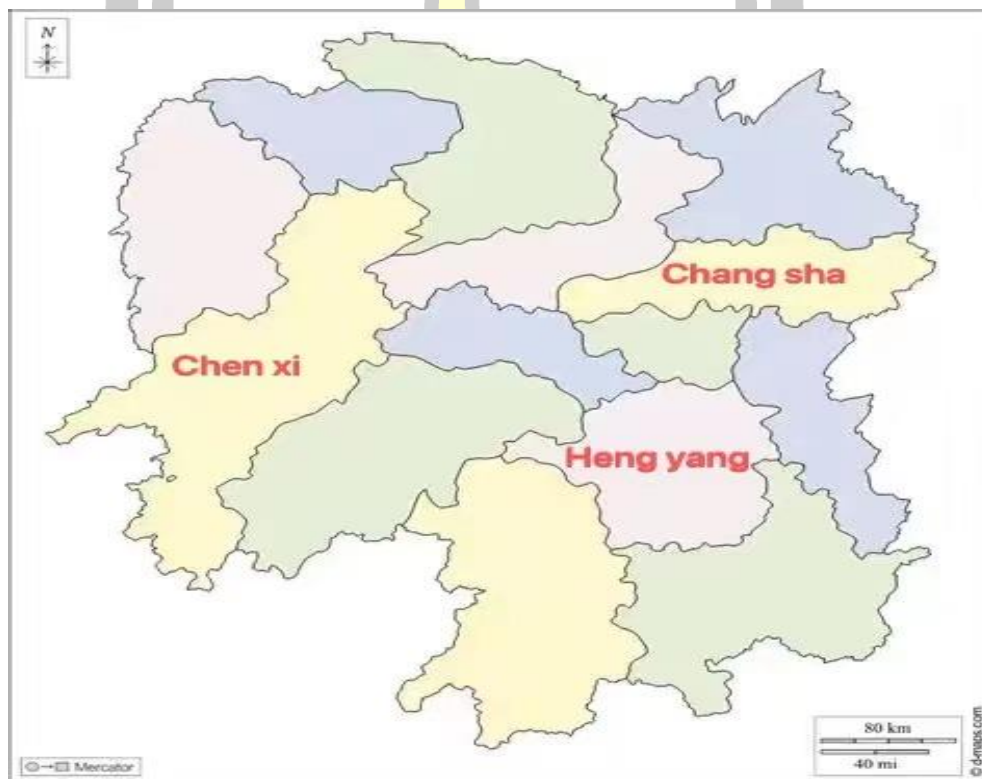 N
Chang sha
Chen xi
Heng yang
80 km
40 mi
Mercator
© d-maps.com